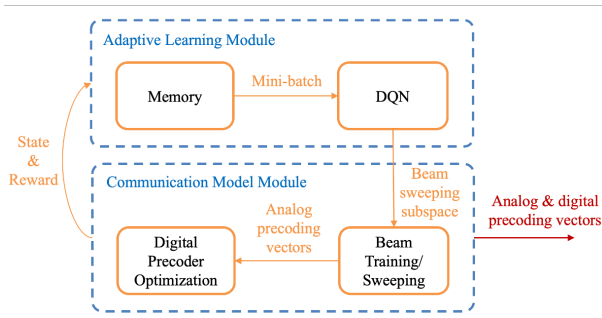 Adaptive Learning Module
Memory
Mini-batch
DQN
State
&
Reward
Communication Model Module
Beam
sweeping
subspace
Analog
precoding
vectors
Digital
Precoder
Optimization
Beam
Training/
Sweeping
Analog & digital
precoding vectors